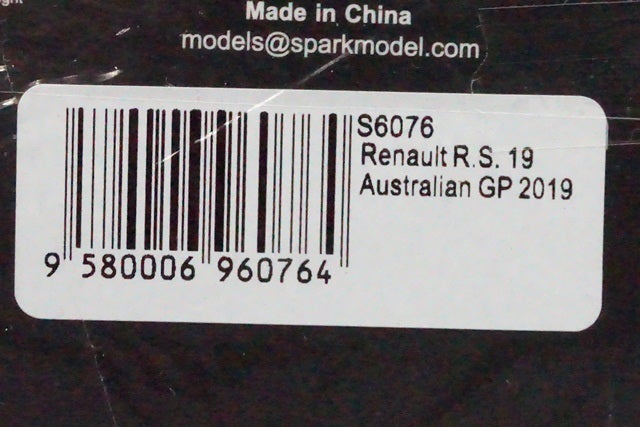 Made in China
models@sparkmodel.com
S6076
Renault R.S. 19
Australian GP 2019
9 580006 960764